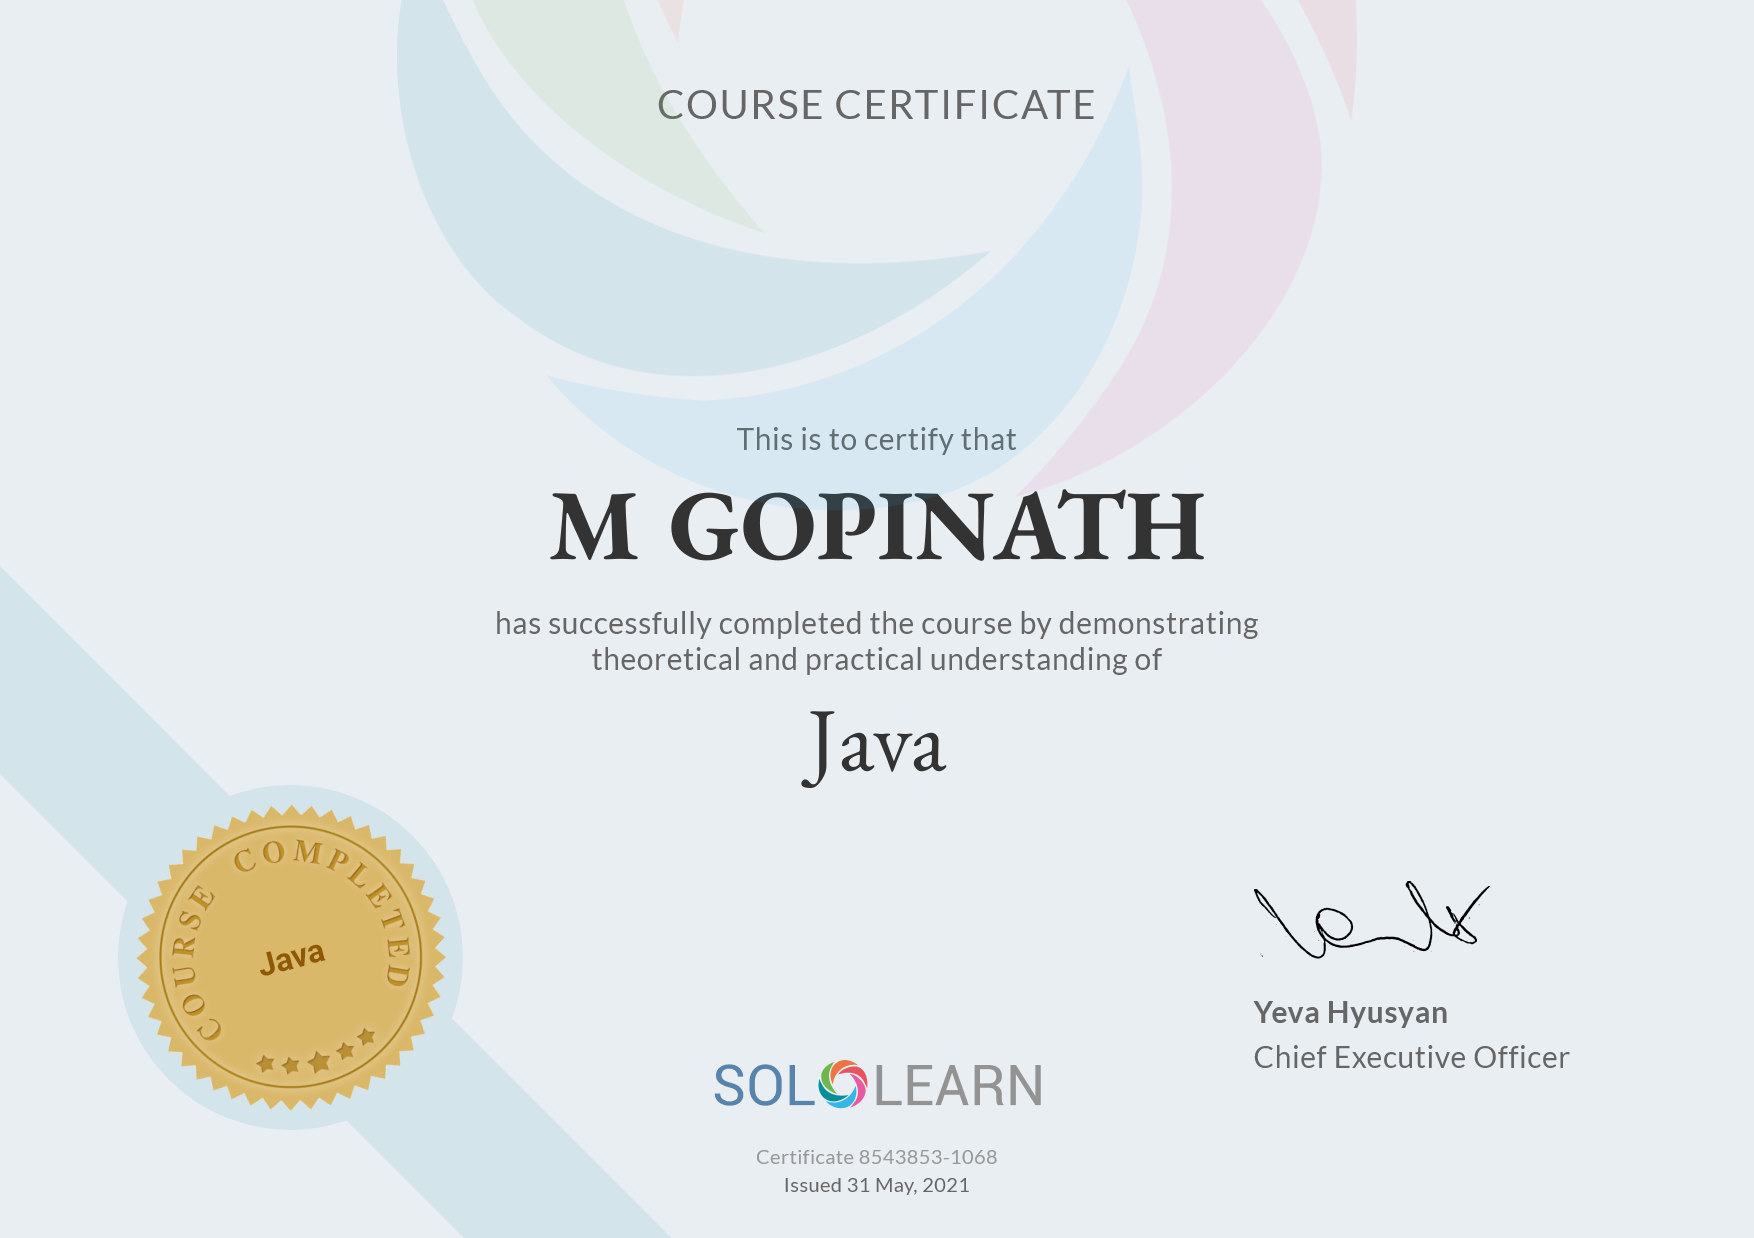 COURSE CERTIFICATE
This is to certify that
M GOPINATH
has successfully completed the course by demonstrating
theoretical and practical understanding of
Java
COURSE COMPLETED
Java
Yeva Hyusyan
Chief Executive Officer
SOLOLEARN
Certificate 8543853-1068
Issued 31 May, 2021